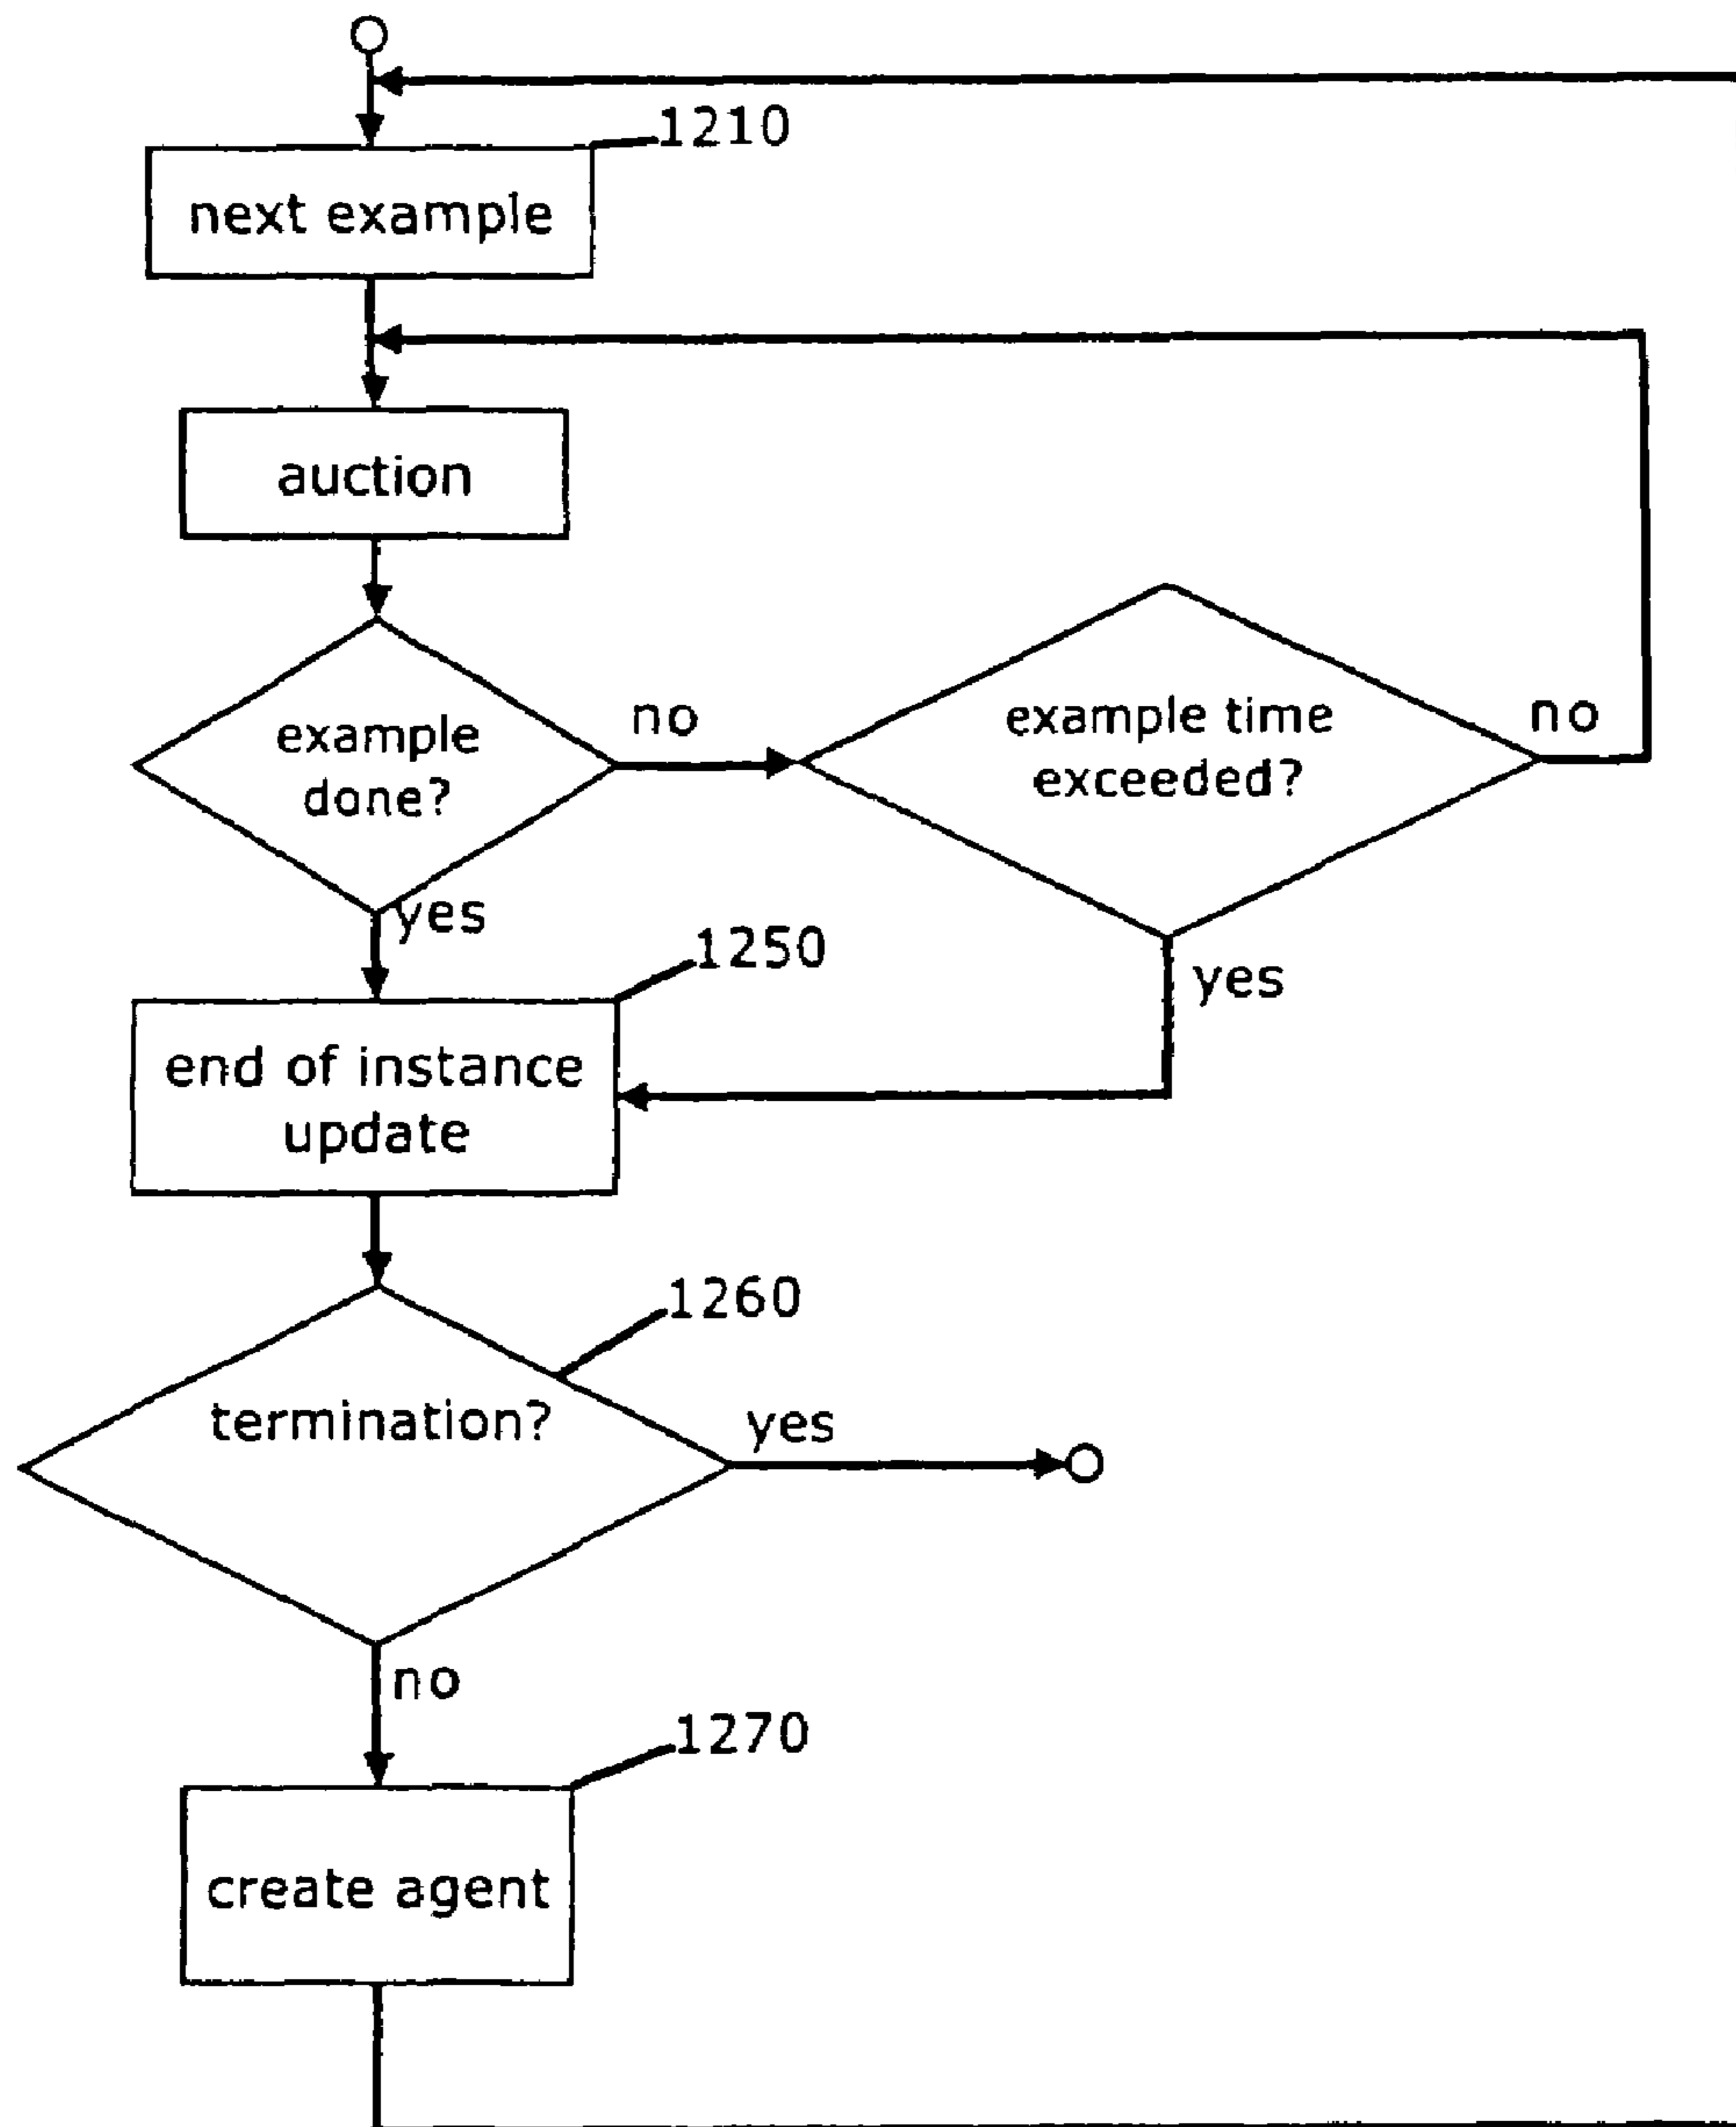 1210
next example
auction
example
done?
no
example time
exceeded?
no
yes
1250
yes
end of instance
update
1260
termination?
yes
no
1270
create agent